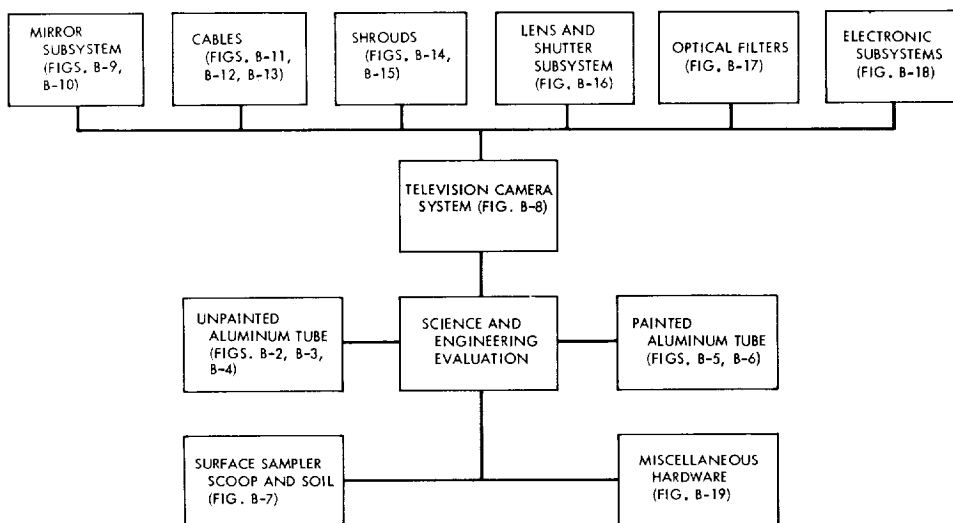 MIRROR
SUBSYSTEM
(FIGS. B-9,
B-10)
CABLES
(FIGS. B-11,
B-12, B-13)
SHROUDS
(FIGS. B-14,
B-15)
LENS AND
SHUTTER
SUBSYSTEM
(FIG. B-16)
OPTICAL FILTERS
(FIG. B-17)
ELECTRONIC
SUBSYSTEMS
(FIG. B-18)
TELEVISION CAMERA
SYSTEM (FIG. B-8)
UNPAINTED
ALUMINUM TUBE
(FIGS. B-2, B-3,
B-4)
SCIENCE AND
ENGINEERING
EVALUATION
PAINTED
ALUMINUM TUBE
(FIGS. B-5, B-6)
SURFACE SAMPLER
SCOOP AND SOIL
(FIG. B-7)
MISCELLANEOUS
HARDWARE
(FIG. B-19)